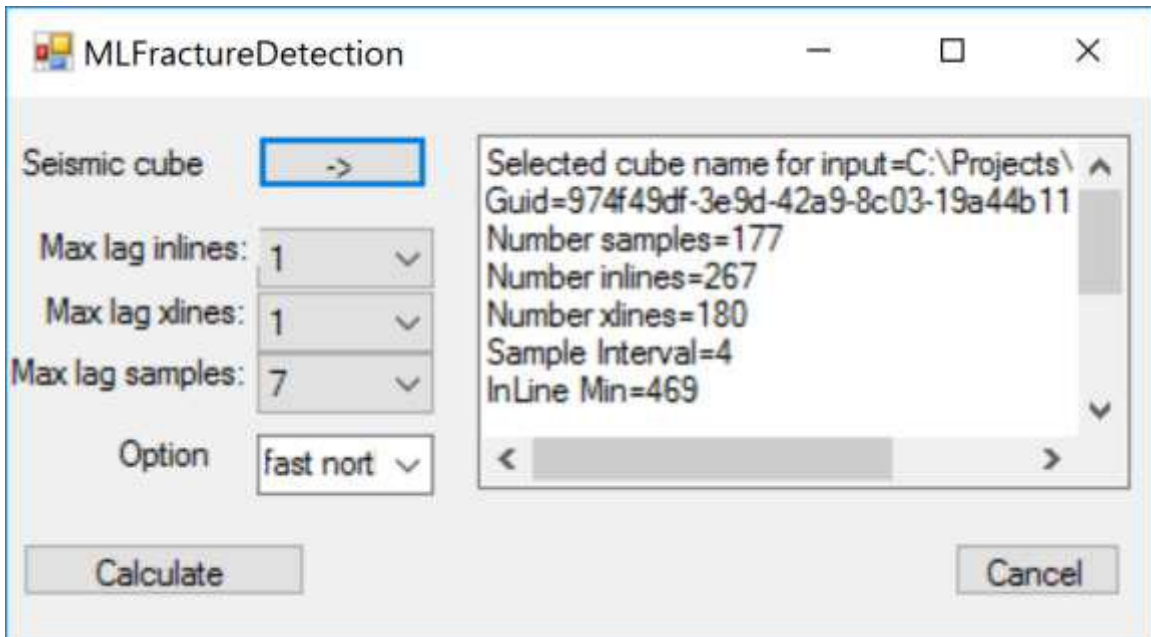 MLFractureDetection
Seismic cube
->
Max lag inlines: 1
Max lag xlines: 1
Max lag samples: 7
Option fast nort
Selected cube name for input=C:\Projects\
Guid=974f49df-3e9d-42a9-8c03-19a44b11
Number samples=177
Number inlines=267
Number xlines=180
Sample Interval=4
InLine Min=469
Calculate
Cancel